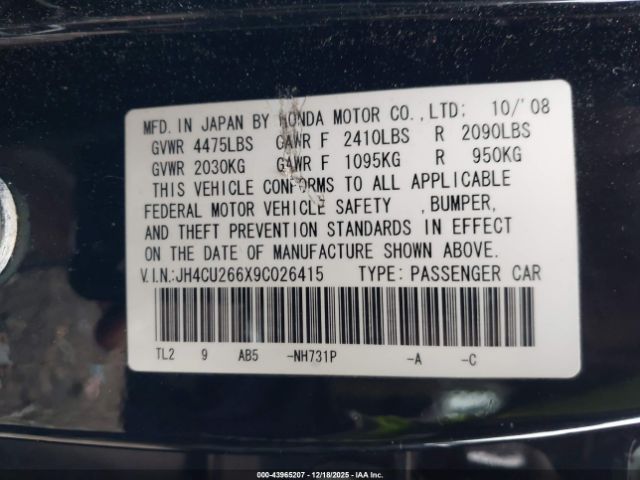 MFD. IN JAPAN BY HONDA MOTOR CO.,LTD; 10/'08
GVWR 4475LBS GAWR F 2410LBS R 2090LBS
GVWR 2030KG GAWR F 1095KG R 950KG
THIS VEHICLE CONFORMS TO ALL APPLICABLE
FEDERAL MOTOR VEHICLE SAFETY ,BUMPER,
AND THEFT PREVENTION STANDARDS IN EFFECT
ON THE DATE OF MANUFACTURE SHOWN ABOVE.
V.I.N.:JH4CU266X9C026415 TYPE: PASSENGER CAR
TL2 9 AB5 -NH731P -A -C
000-43965207 - 12/18/2025 - IAA Inc.